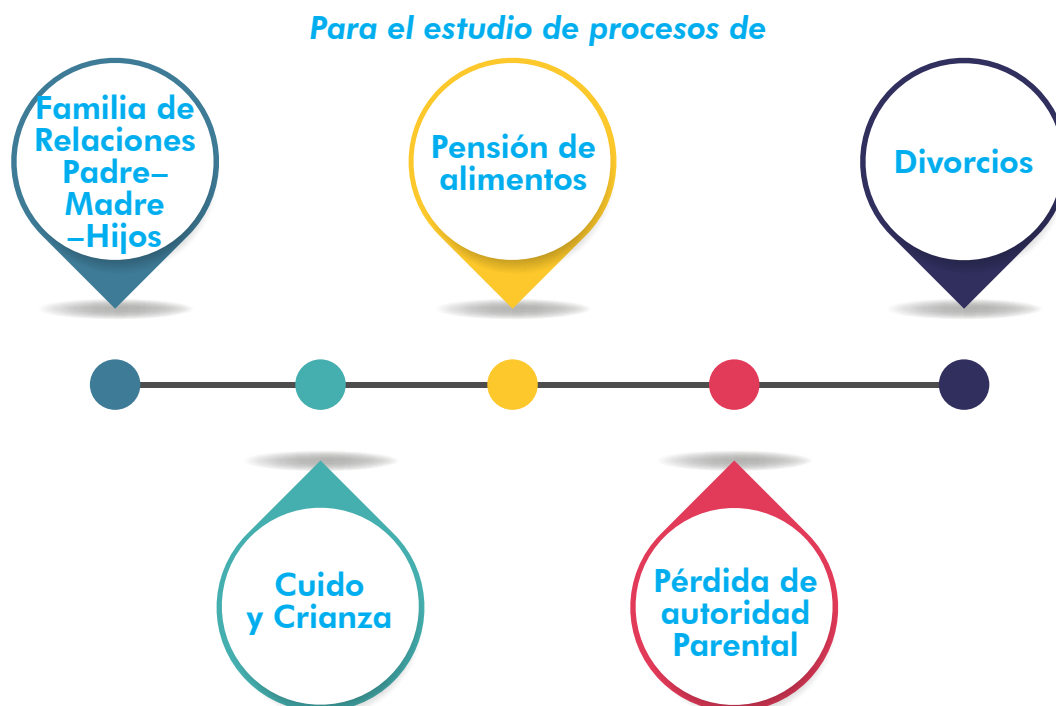 Para el estudio de procesos de
Familia de
Relaciones
Padre–
Madre
–Hijos
Pensión de
alimentos
Divorcios
Cuido
y Crianza
Pérdida de
autoridad
Parental